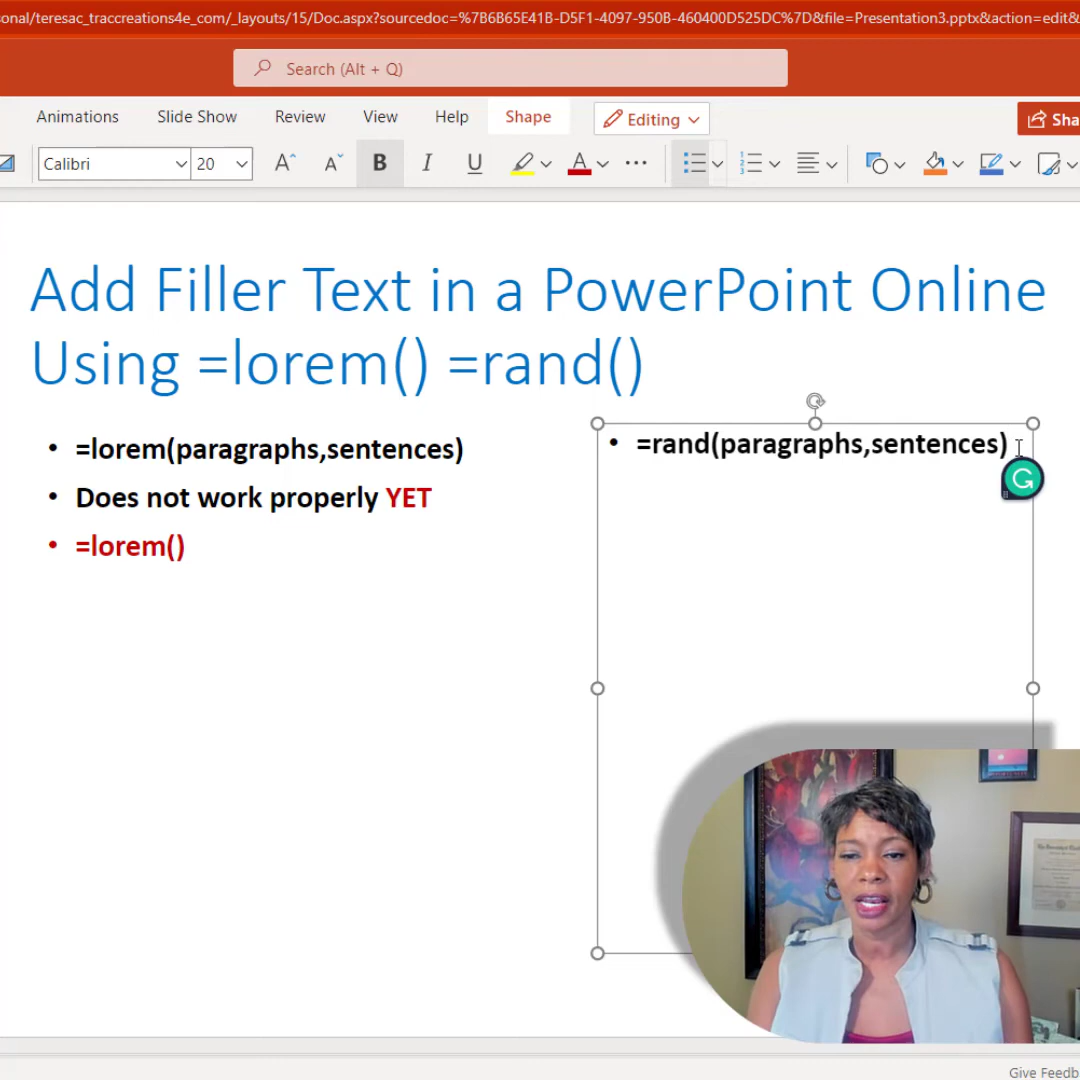 sonal/teresac_traccreations4e_com/_layouts/15/Doc.aspx?sourcedoc=%7B6B65E41B-D5F1-4097-950B-460400D525DC%7D&file=Presentation3.pptx&action=edit&
Search (Alt + Q)
Animations Slide Show Review View Help Shape Editing Sha
Calibri 20 B I U A
Add Filler Text in a PowerPoint Online
Using =lorem() =rand()
• =lorem(paragraphs,sentences)
• Does not work properly YET
• =lorem()
• =rand(paragraphs,sentences)
Give Feedb